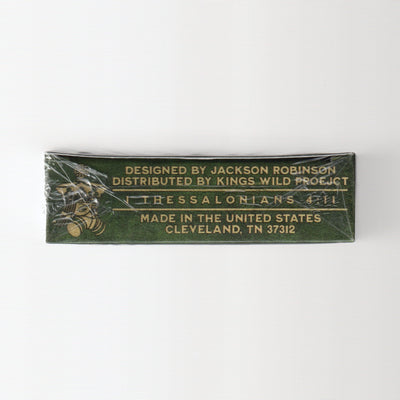 DESIGNED BY JACKSON ROBINSON
DISTRIBUTED BY KINGS WILD PROEJCT
1 THESSALONIANS 4:11
MADE IN THE UNITED STATES
CLEVELAND, TN 37312